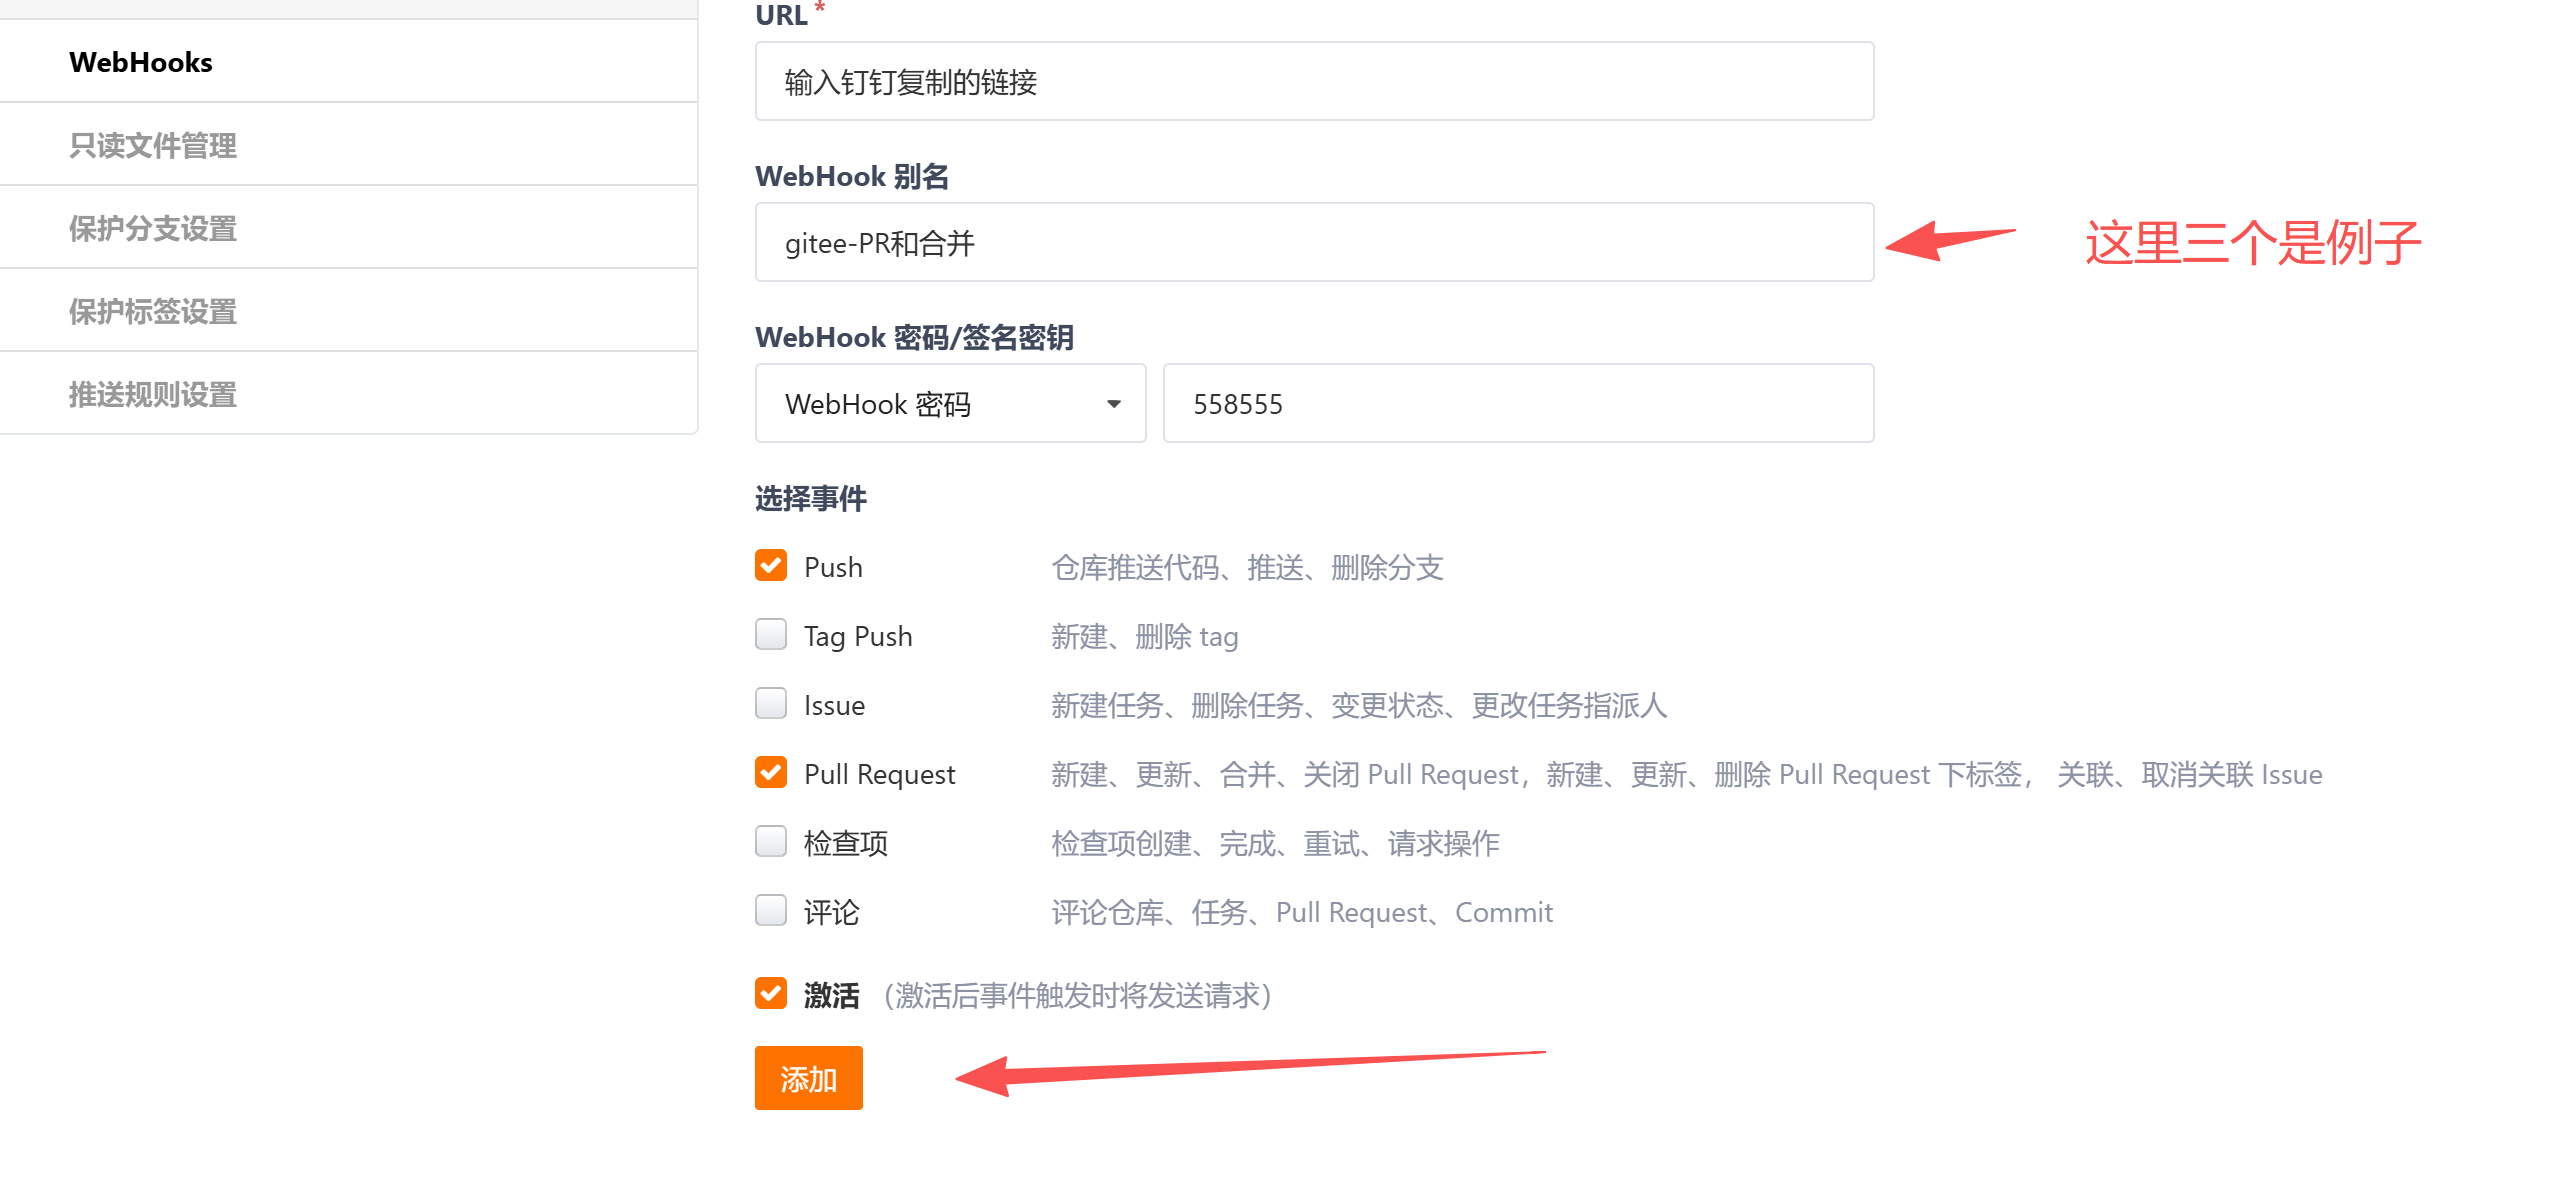 WebHooks
只读文件管理
保护分支设置
保护标签设置
推送规则设置
URL *
输入钉钉复制的链接
WebHook 别名
gitee-PR和合并
这里三个是例子
WebHook 密码/签名密钥
WebHook 密码
558555
选择事件
Push 仓库推送代码、推送、删除分支
Tag Push 新建、删除 tag
Issue 新建任务、删除任务、变更状态、更改任务指派人
Pull Request 新建、更新、合并、关闭 Pull Request，新建、更新、删除 Pull Request 下标签， 关联、取消关联 Issue
检查项 检查项创建、完成、重试、请求操作
评论 评论仓库、任务、Pull Request、Commit
激活 （激活后事件触发时将发送请求）
添加